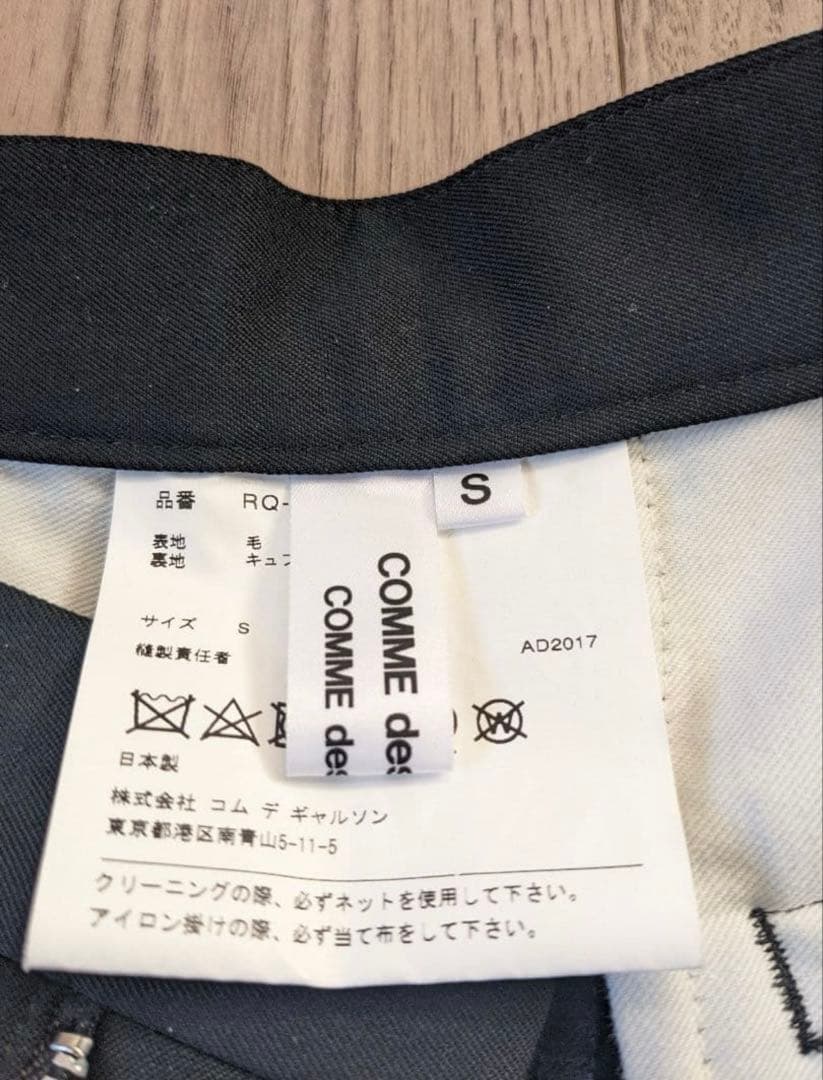 品番 RQ-
S
表地 毛
裏地 キュプ
サイズ S
縫製責任者
AD2017
COMME des
COMME des
日本製
株式会社 コム デ ギャルソン
東京都港区南青山5-11-5
クリーニングの際、必ずネットを使用して下さい。
アイロン掛けの際、必ず当て布をして下さい。